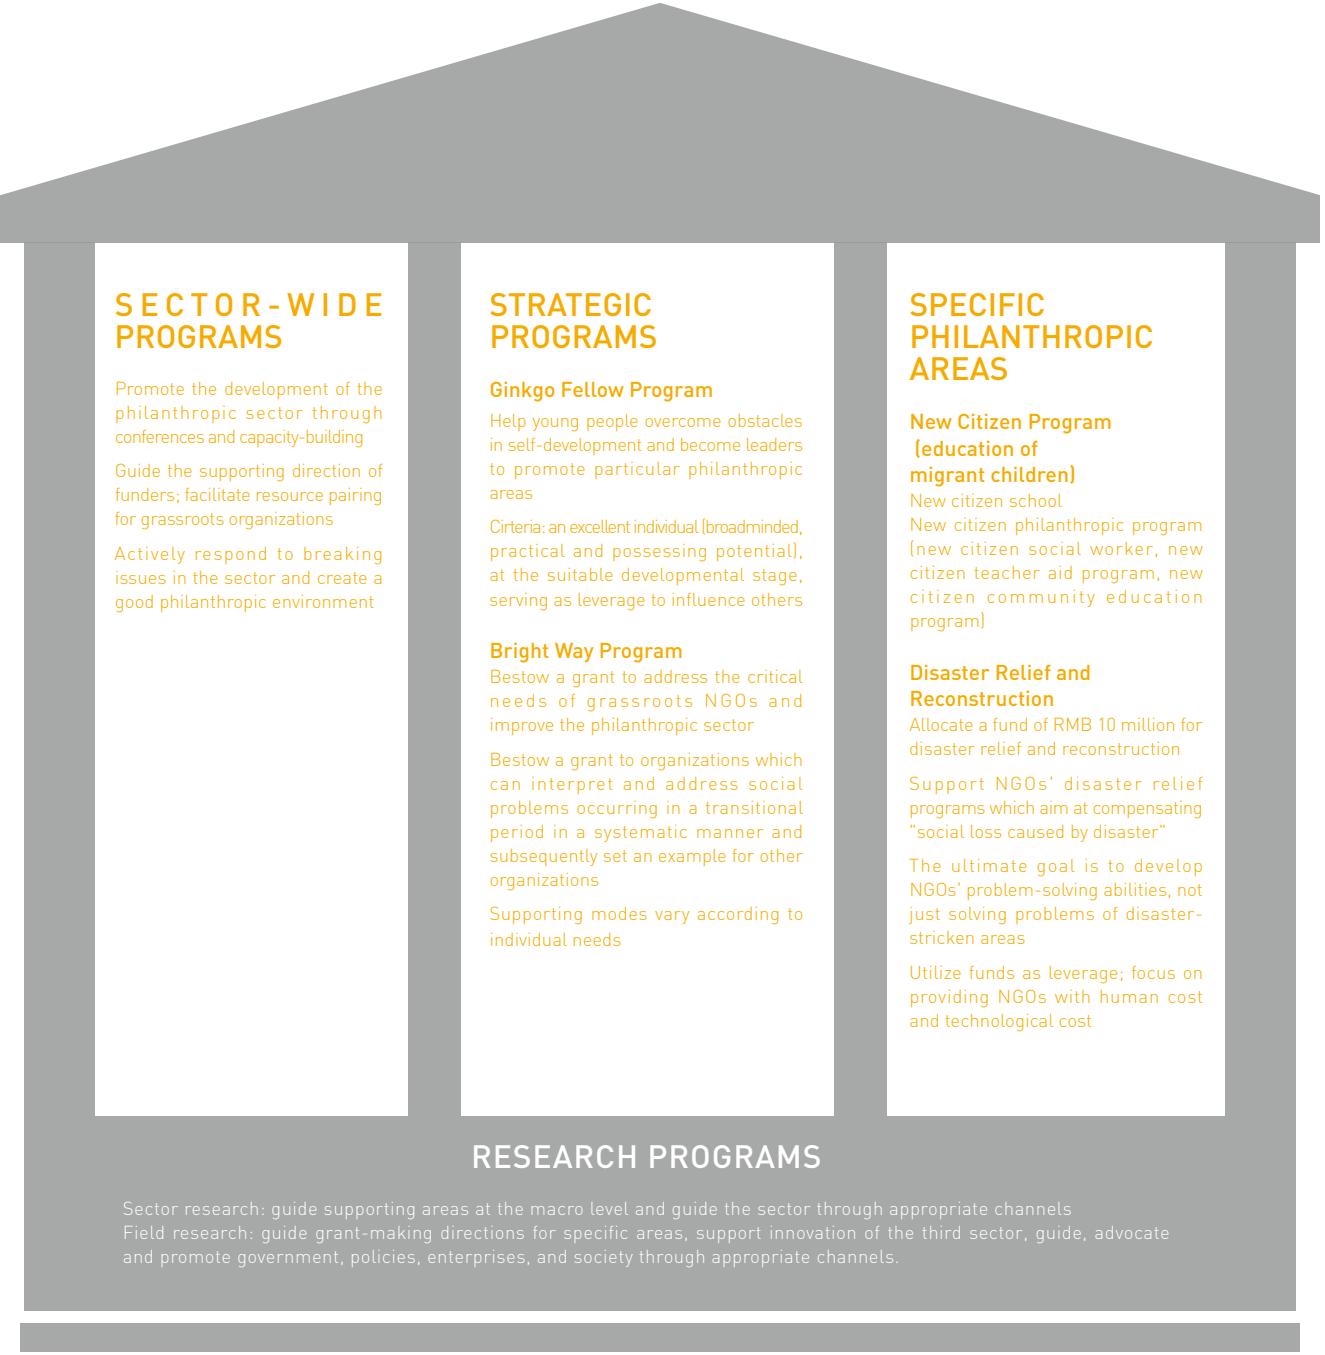 SECTOR-WIDE
PROGRAMS
Promote the development of the
philanthropic sector through
conferences and capacity-building
Guide the supporting direction of
funders; facilitate resource pairing
for grassroots organizations
Actively respond to breaking
issues in the sector and create a
good philanthropic environment
STRATEGIC
PROGRAMS
Ginkgo Fellow Program
Help young people overcome obstacles
in self-development and become leaders
to promote particular philanthropic
areas
Cirteria: an excellent individual (broadminded,
practical and possessing potential),
at the suitable developmental stage,
serving as leverage to influence others
Bright Way Program
Bestow a grant to address the critical
needs of grassroots NGOs and
improve the philanthropic sector
Bestow a grant to organizations which
can interpret and address social
problems occurring in a transitional
period in a systematic manner and
subsequently set an example for other
organizations
Supporting modes vary according to
individual needs
SPECIFIC
PHILANTHROPIC
AREAS
New Citizen Program
(education of
migrant children)
New citizen school
New citizen philanthropic program
(new citizen social worker, new
citizen teacher aid program, new
citizen community education
program)
Disaster Relief and
Reconstruction
Allocate a fund of RMB 10 million for
disaster relief and reconstruction
Support NGOs' disaster relief
programs which aim at compensating
"social loss caused by disaster"
The ultimate goal is to develop
NGOs' problem-solving abilities, not
just solving problems of disaster-
stricken areas
Utilize funds as leverage; focus on
providing NGOs with human cost
and technological cost
RESEARCH PROGRAMS
Sector research: guide supporting areas at the macro level and guide the sector through appropriate channels
Field research: guide grant-making directions for specific areas, support innovation of the third sector, guide, advocate
and promote government, policies, enterprises, and society through appropriate channels.